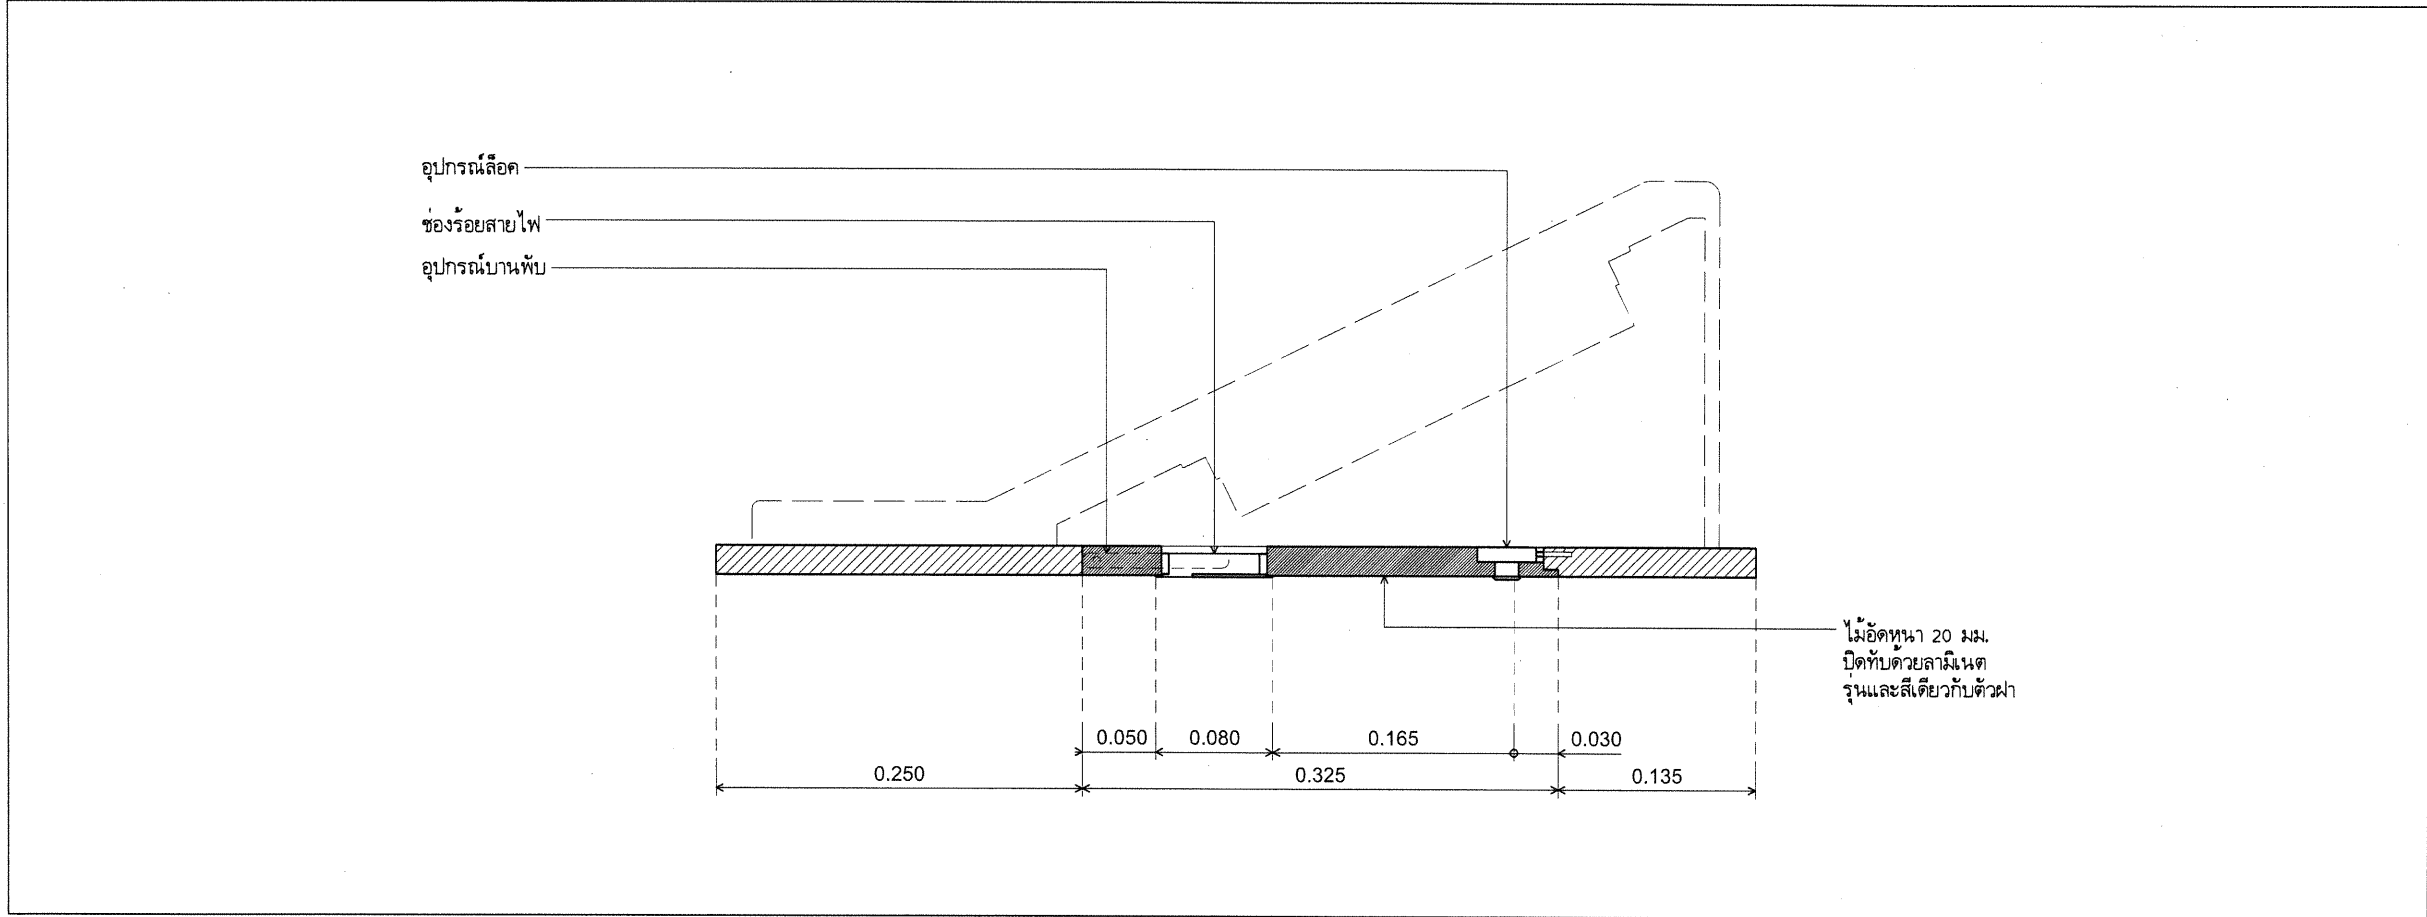 อุปกรณ์ล็อค
ช่องร้อยสายไฟ
อุปกรณ์บานพับ
ไม้อัดหนา 20 มม.
ปิดทับด้วยลามิเนต
รุ่นและสีเดียวกับตัวฝา
0.050 0.080 0.165 0.030
0.250 0.325 0.135